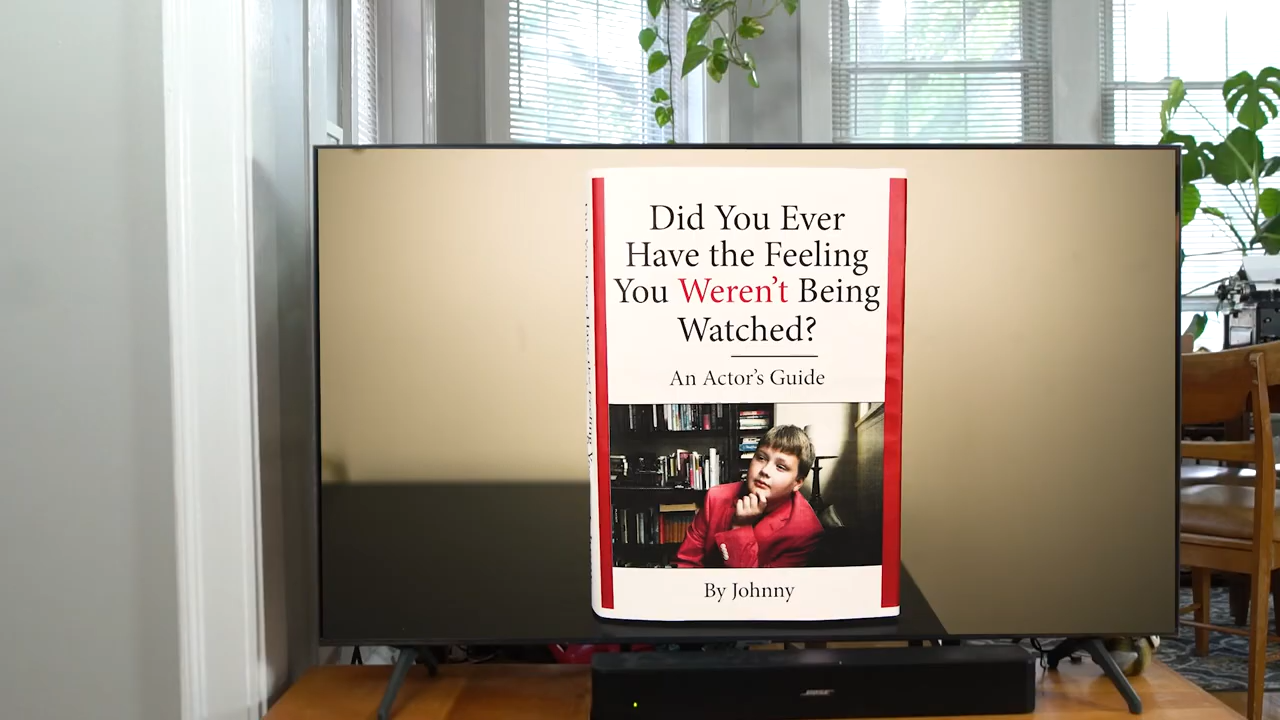 Did You Ever
Have the Feeling
You Weren't Being
Watched?
An Actor's Guide
By Johnny
BOSE